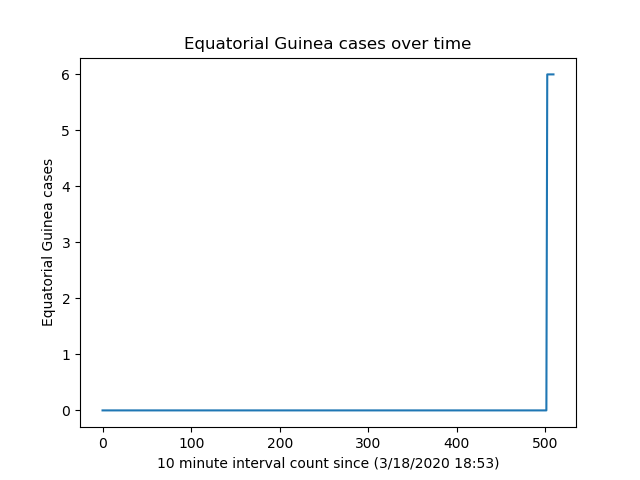 Equatorial Guinea cases over time
6
5
4
3
2
1
0
Equatorial Guinea cases
0 100 200 300 400 500
10 minute interval count since (3/18/2020 18:53)